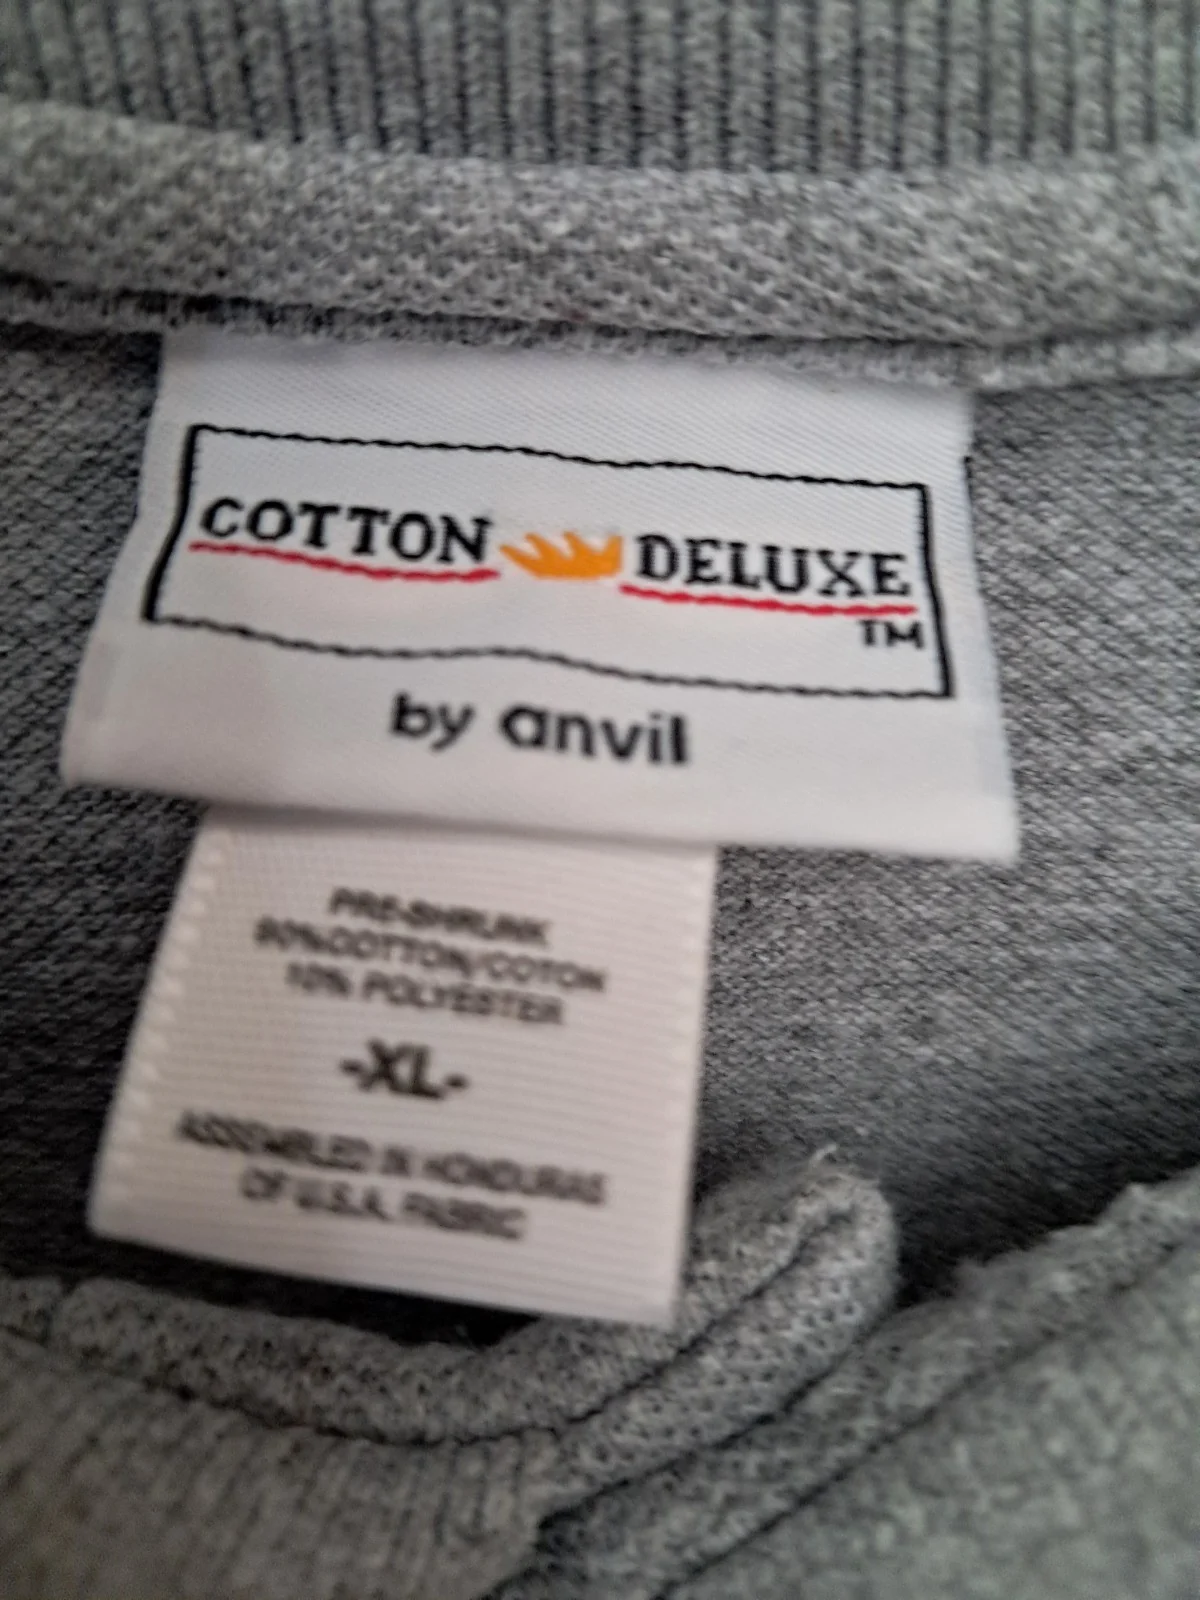 COTTON DELUXE
TM
by anvil
PRE-SHRUNK
90%COTTON/COTON
10% POLYESTER
-XL-
ASSEMBLED IN HONDURAS
OF U.S.A. FABRIC